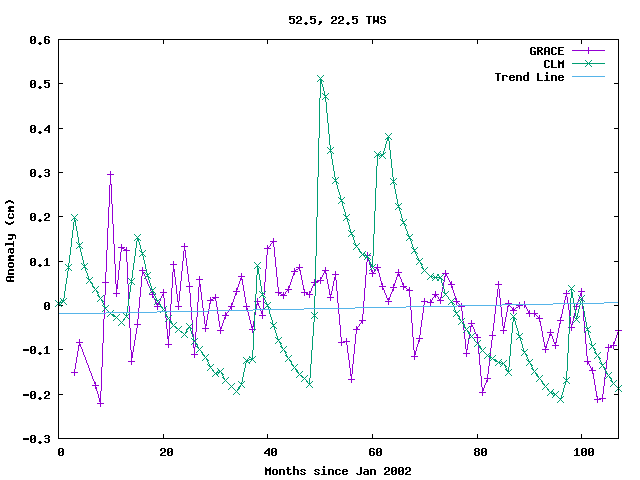 52.5, 22.5 TWS
GRACE
CLM
Trend Line
0.6
0.5
0.4
0.3
0.2
0.1
0
-0.1
-0.2
-0.3
Anomaly (cm)
0 20 40 60 80 100
Months since Jan 2002